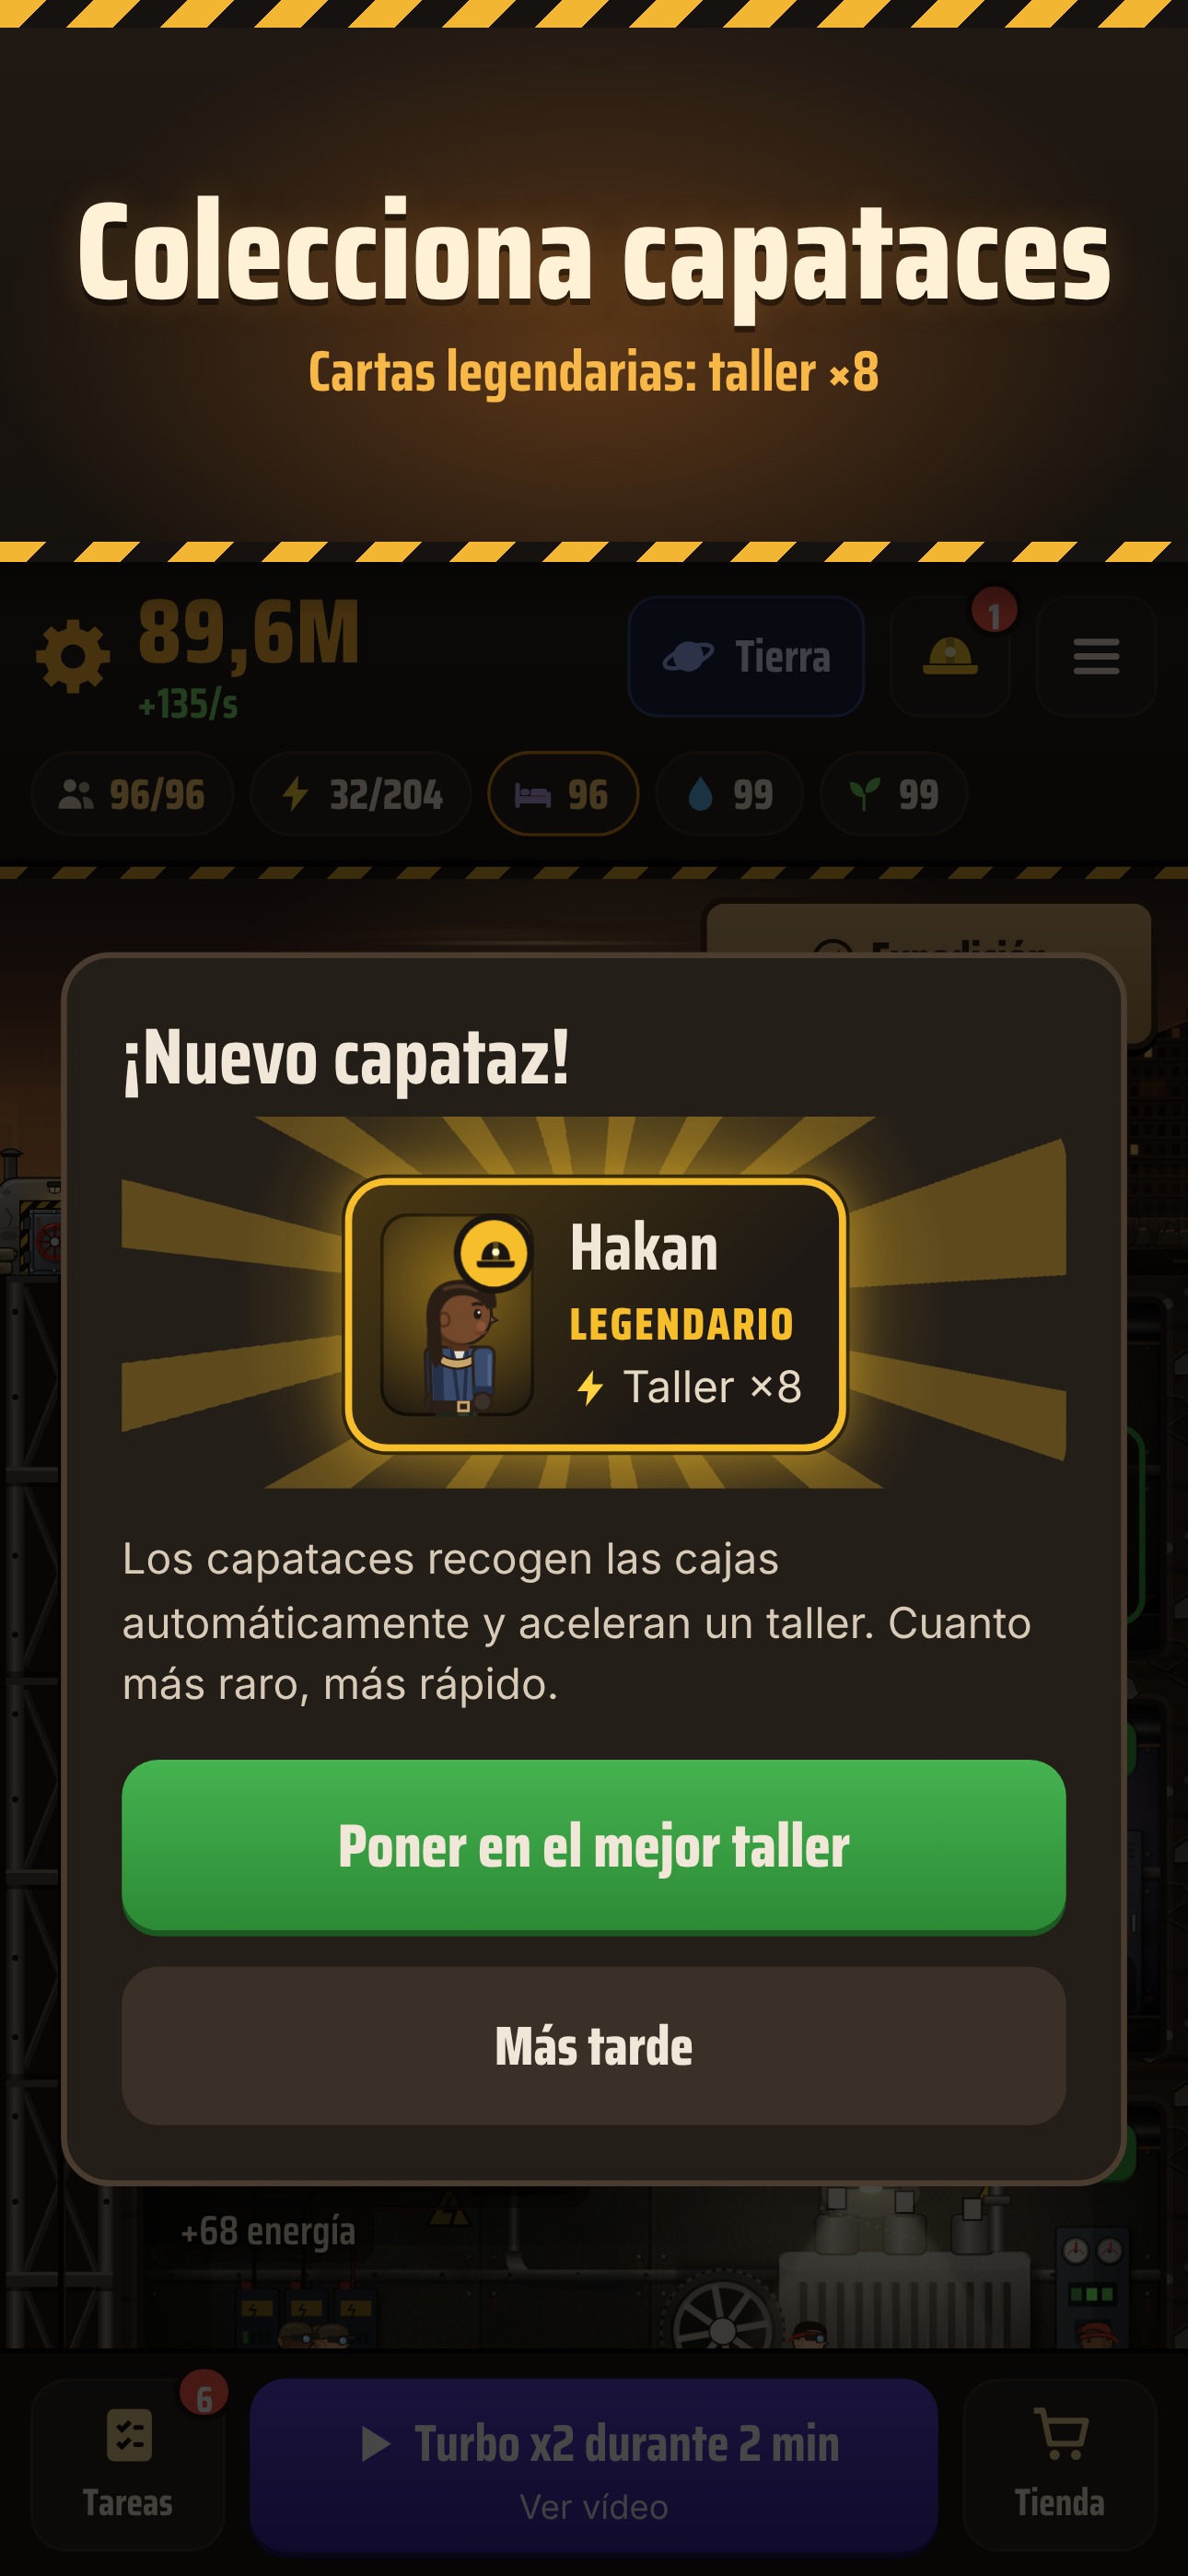 Colecciona capataces
Cartas legendarias: taller ×8
89,6M
+135/s
Tierra
1
96/96
32/204
96
99
99
Expedición
¡Nuevo capataz!
Hakan
LEGENDARIO
Taller ×8
Los capataces recogen las cajas
automáticamente y aceleran un taller. Cuanto
más raro, más rápido.
Poner en el mejor taller
Más tarde
+68 energía
6
Tareas
Turbo x2 durante 2 min
Ver vídeo
Tienda